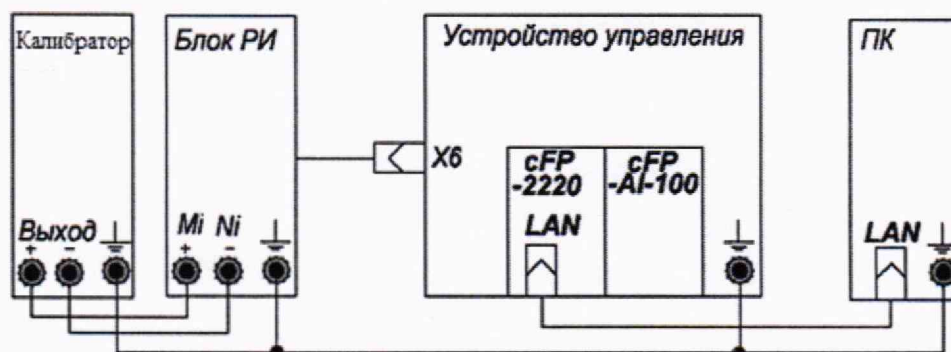 Калибратор
Блок РИ
Устройство управления
ПК
X6
cFP
-2220
cFP
-AI-100
LAN
LAN
Выход
+ -
Mi Ni
+ -